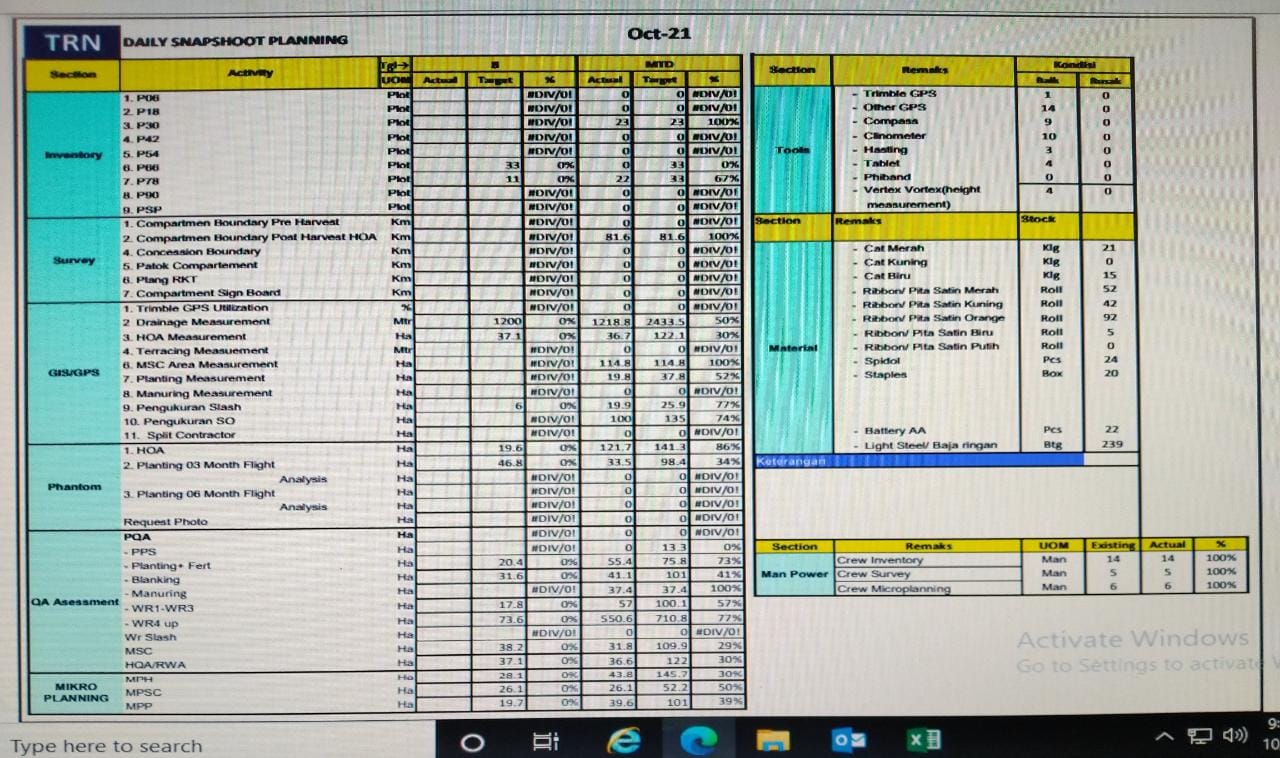 TRN DAILY SNAPSHOOT PLANNING Oct-21
Section Activity Tgl-> 8 MTD
UOM Actual Target % Actual Target %
Inventory
1. P06 Plot #DIV/0! 0 0 #DIV/0!
2. P18 Plot #DIV/0! 0 0 #DIV/0!
3. P30 Plot #DIV/0! 23 23 100%
4. P42 Plot #DIV/0! 0 0 #DIV/0!
5. P54 Plot #DIV/0! 0 0 #DIV/0!
6. P66 Plot 33 0% 0 33 0%
7. P78 Plot 11 0% 22 33 67%
8. P90 Plot #DIV/0! 0 0 #DIV/0!
9. PSP Plot #DIV/0! 0 0 #DIV/0!
Survey
1. Compartmen Boundary Pre Harvest Km #DIV/0! 0 0 #DIV/0!
2. Compartmen Boundary Post Harvest HOA Km #DIV/0! 81.6 81.6 100%
4. Concession Boundary Km #DIV/0! 0 0 #DIV/0!
5. Patok Compartement Km #DIV/0! 0 0 #DIV/0!
6. Plang RKT Km #DIV/0! 0 0 #DIV/0!
7. Compartment Sign Board Km #DIV/0! 0 0 #DIV/0!
GIS/GPS
1. Trimble GPS Utilization % #DIV/0! 0 0 #DIV/0!
2 Drainage Measurement Mtr 1200 0% 1218.8 2433.5 50%
3. HOA Measurement Ha 37.1 0% 36.7 122.1 30%
4. Terracing Measuement Mtr #DIV/0! 0 0 #DIV/0!
6. MSC Area Measurement Ha #DIV/0! 114.8 114.8 100%
7. Planting Measurement Ha #DIV/0! 19.8 37.8 52%
8. Manuring Measurement Ha #DIV/0! 0 0 #DIV/0!
9. Pengukuran Slash Ha 6 0% 19.9 25.9 77%
10. Pengukuran SO Ha #DIV/0! 100 135 74%
11. Split Contractor Ha #DIV/0! 0 0 #DIV/0!
Phantom
1. HOA Ha 19.6 0% 121.7 141.3 86%
2. Planting 03 Month Flight Ha 46.8 0% 33.5 98.4 34%
Analysis Ha #DIV/0! 0 0 #DIV/0!
3. Planting 06 Month Flight Ha #DIV/0! 0 0 #DIV/0!
Analysis Ha #DIV/0! 0 0 #DIV/0!
Request Photo Ha #DIV/0! 0 0 #DIV/0!
QA Asessment
PQA Ha #DIV/0! 0 0 #DIV/0!
- PPS Ha #DIV/0! 0 13.3 0%
- Planting+ Fert Ha 20.4 0% 55.4 75.8 73%
- Blanking Ha 31.6 0% 41.1 101 41%
- Manuring Ha #DIV/0! 37.4 37.4 100%
- WR1-WR3 Ha 17.8 0% 57 100.1 57%
- WR4 up Ha 73.6 0% 550.6 710.8 77%
Wr Slash Ha #DIV/0! 0 0 #DIV/0!
MSC Ha 38.2 0% 31.8 109.9 29%
HQA/RWA Ha 37.1 0% 36.6 122 30%
MIKRO PLANNING
MPH Ha 28.1 0% 43.8 145.7 30%
MPSC Ha 26.1 0% 26.1 52.2 50%
MPP Ha 19.7 0% 39.6 101 39%
Section Remaks Kondisi
Baik Rusak
Tools
- Trimble GPS 1 0
- Other GPS 14 0
- Compass 9 0
- Clinometer 10 0
- Hasting 3 0
- Tablet 4 0
- Phiband 0 0
- Vertex Vortex(height 4 0
measurement)
Section Remaks Stock
Material
- Cat Merah Klg 21
- Cat Kuning Klg 0
- Cat Biru Klg 15
- Ribbon/ Pita Satin Merah Roll 52
- Ribbon/ Pita Satin Kuning Roll 42
- Ribbon/ Pita Satin Orange Roll 92
- Ribbon/ Pita Satin Biru Roll 5
- Ribbon/ Pita Satin Putih Roll 0
- Spidol Pcs 24
- Staples Box 20
- Battery AA Pcs 22
- Light Steel/ Baja ringan Btg 239
Keterangan
Section Remaks UOM Existing Actual %
Man Power
Crew Inventory Man 14 14 100%
Crew Survey Man 5 5 100%
Crew Microplanning Man 6 6 100%
Activate Windows
Go to Settings to activate
Type here to search